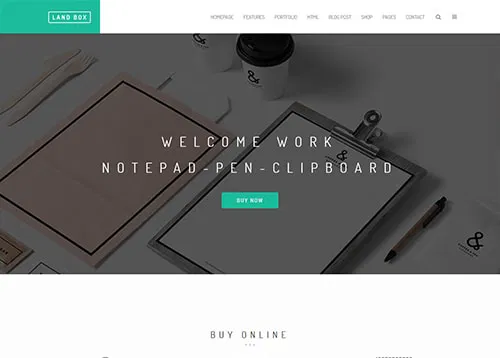 LAND BOX
HOMEPAGE FEATURES PORTFOLIO HTML BLOG POST SHOP PAGES CONTACT
WELCOME WORK
NOTEPAD-PEN-CLIPBOARD
BUY NOW
BUY ONLINE